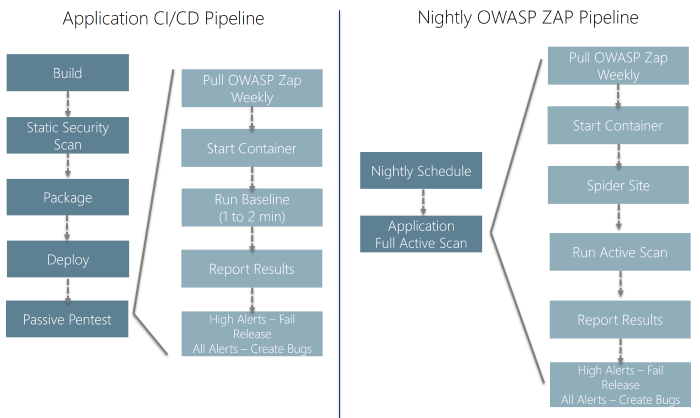 Application CI/CD Pipeline
Build
Static Security
Scan
Package
Deploy
Passive Pentest
Pull OWASP Zap
Weekly
Start Container
Run Baseline
(1 to 2 min)
Report Results
High Alerts – Fail
Release
All Alerts – Create Bugs
Nightly OWASP ZAP Pipeline
Nightly Schedule
Application
Full Active Scan
Pull OWASP Zap
Weekly
Start Container
Spider Site
Run Active Scan
Report Results
High Alerts – Fail
Release
All Alerts – Create Bugs